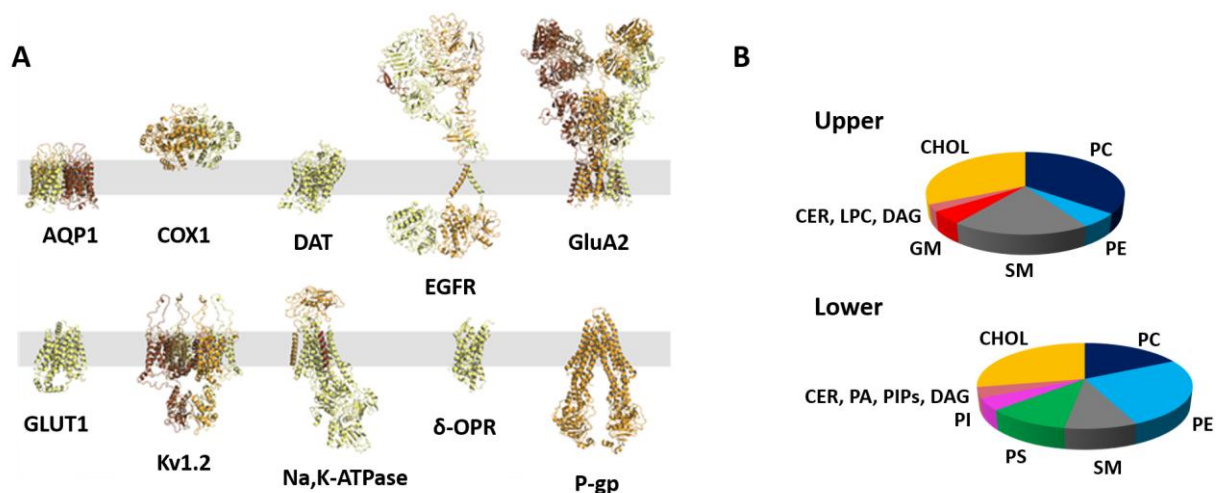 A
AQP1
COX1
DAT
EGFR
GluA2
GLUT1
Kv1.2
Na,K-ATPase
δ-OPR
P-gp
B
Upper
CHOL
PC
CER, LPC, DAG
GM
SM
PE
Lower
CHOL
PC
CER, PA, PIPs, DAG
PI
PS
SM
PE